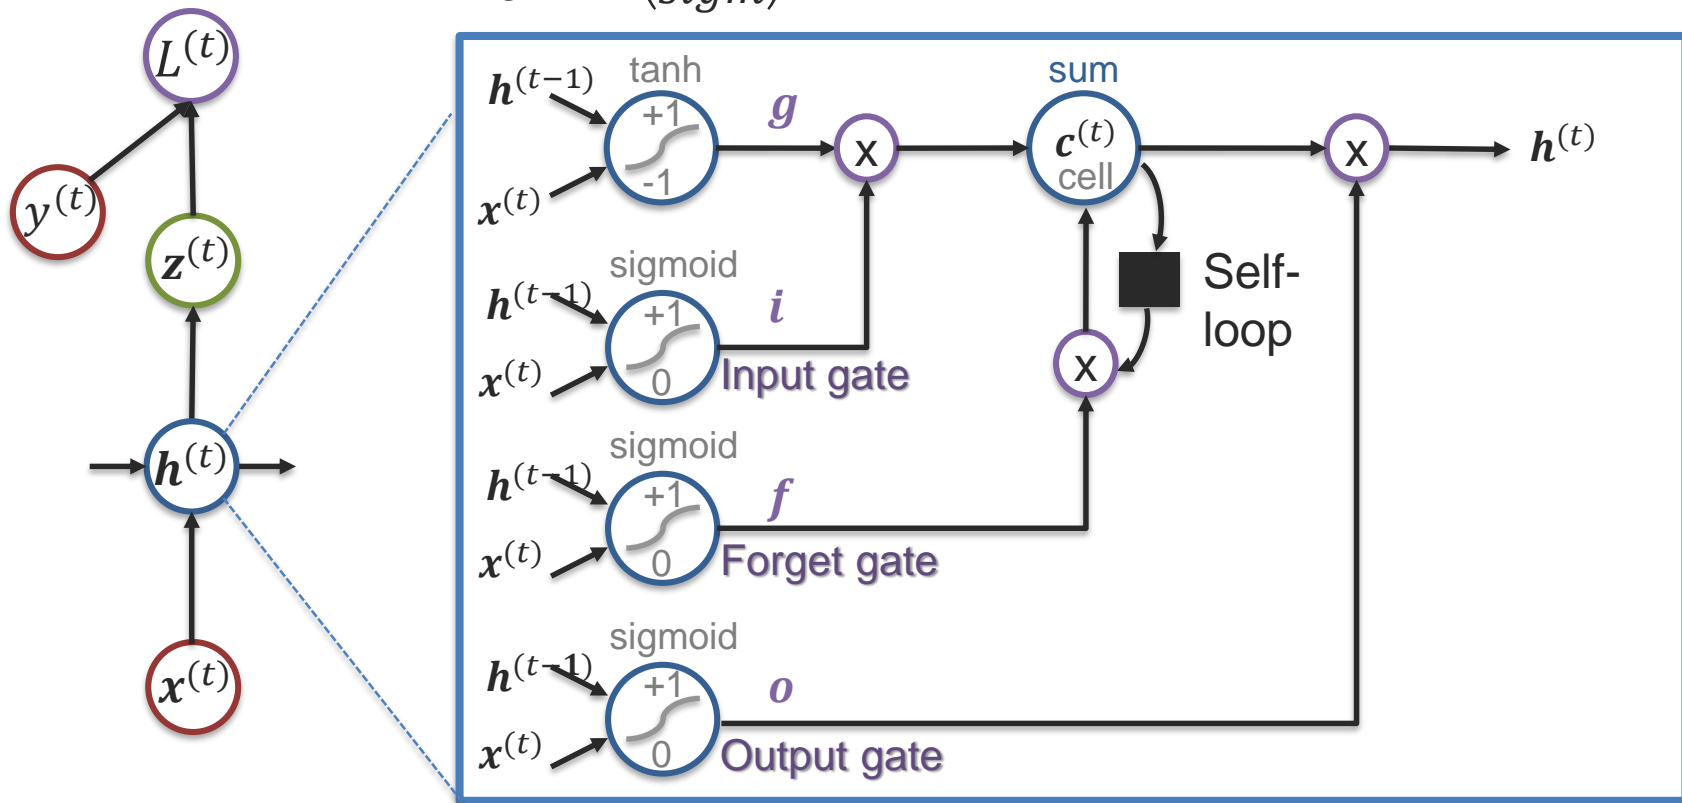 (sigm)
L^(t)
y^(t)
z^(t)
h^(t)
x^(t)
h^(t−1)
x^(t)
tanh
+1
-1
g
x
sum
c^(t)
cell
x
h^(t)
h^(t−1)
x^(t)
sigmoid
+1
0
i
Input gate
Self-
loop
x
h^(t−1)
x^(t)
sigmoid
+1
0
f
Forget gate
h^(t−1)
x^(t)
sigmoid
+1
0
o
Output gate